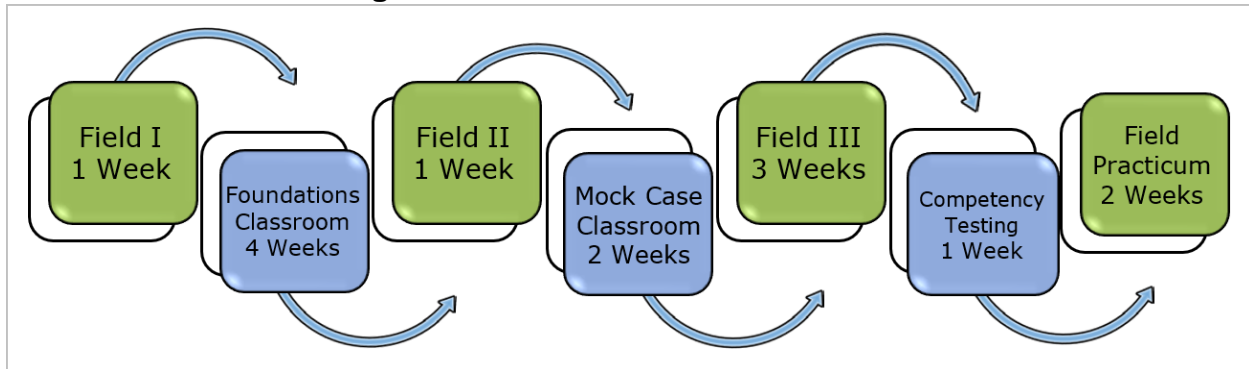 Field I
1 Week
Foundations
Classroom
4 Weeks
Field II
1 Week
Mock Case
Classroom
2 Weeks
Field III
3 Weeks
Competency
Testing
1 Week
Field
Practicum
2 Weeks